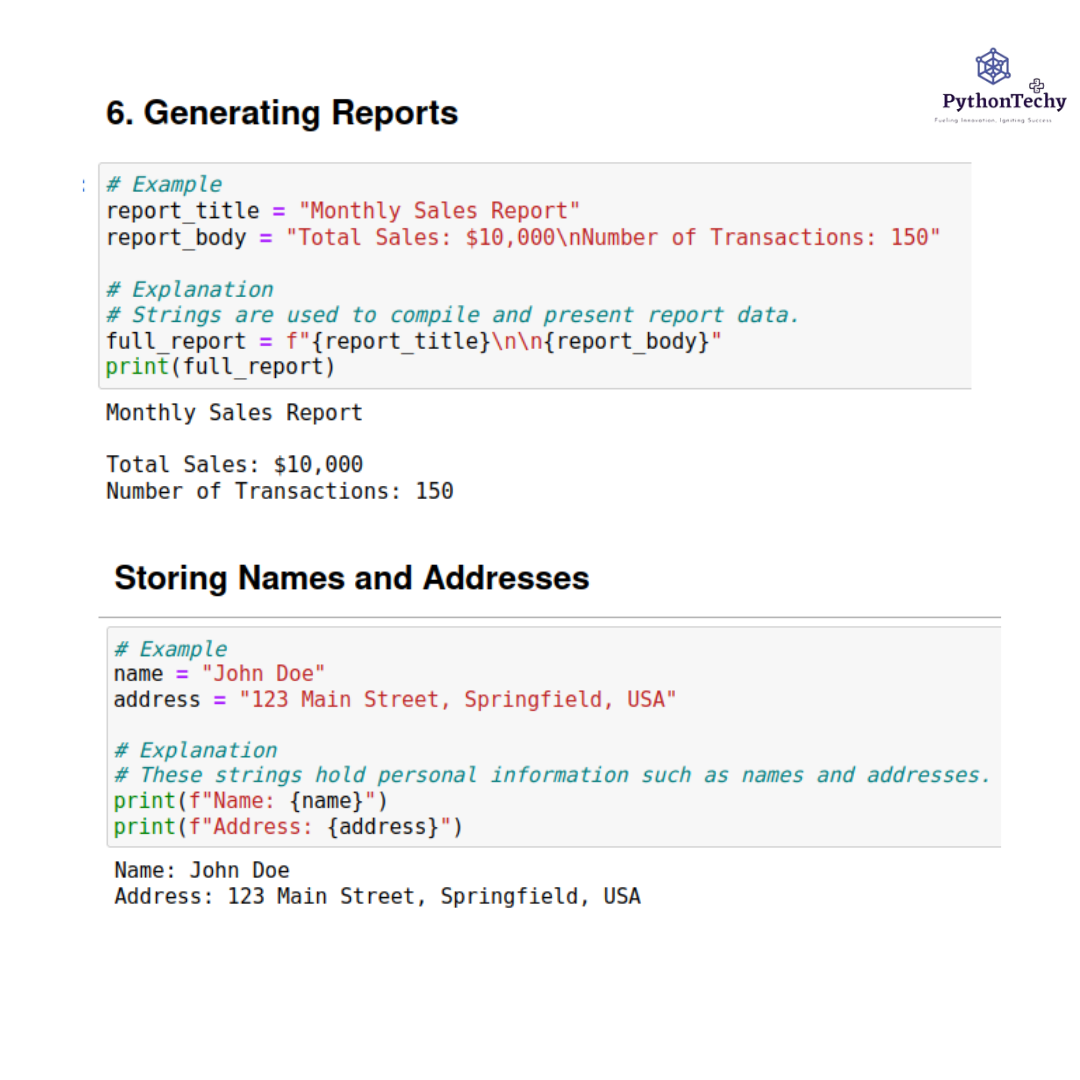 PythonTechy
Fueling Innovation, Igniting Success
6. Generating Reports
:
# Example
report_title = "Monthly Sales Report"
report_body = "Total Sales: $10,000\nNumber of Transactions: 150"
# Explanation
# Strings are used to compile and present report data.
full_report = f"{report_title}\n\n{report_body}"
print(full_report)
Monthly Sales Report
Total Sales: $10,000
Number of Transactions: 150
Storing Names and Addresses
# Example
name = "John Doe"
address = "123 Main Street, Springfield, USA"
# Explanation
# These strings hold personal information such as names and addresses.
print(f"Name: {name}")
print(f"Address: {address}")
Name: John Doe
Address: 123 Main Street, Springfield, USA